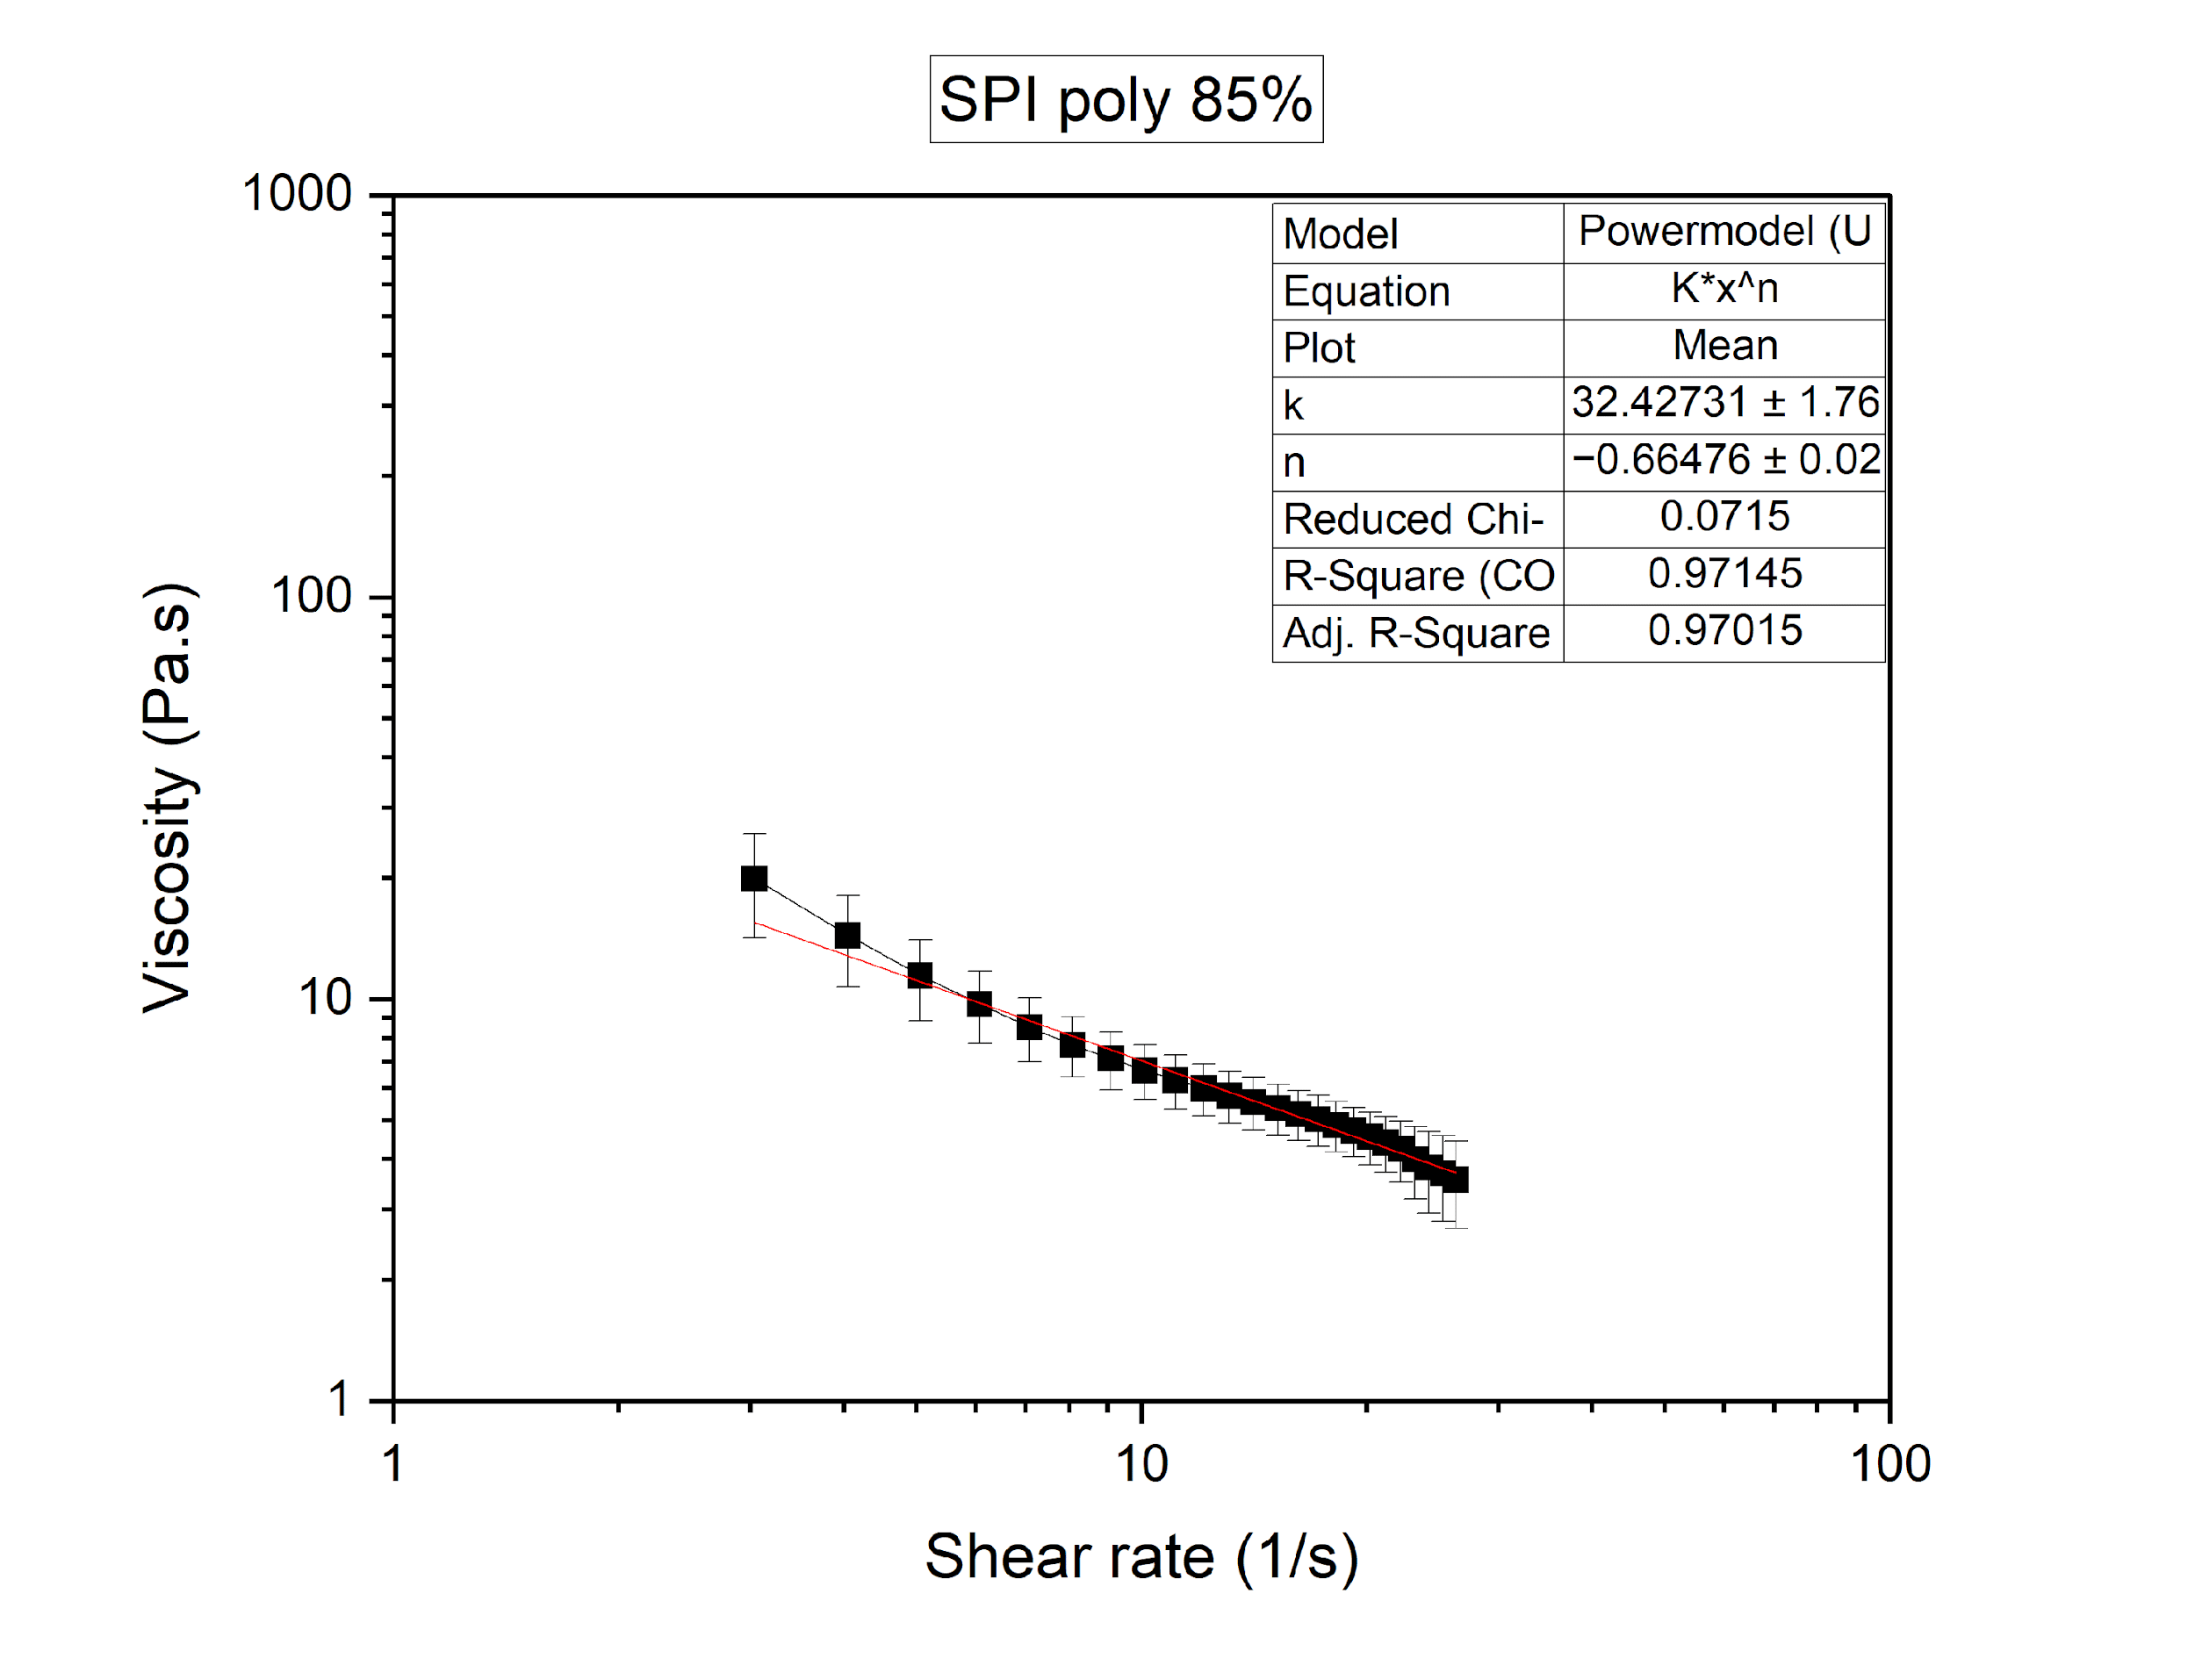 SPI poly 85%
1000
100
10
1
Viscosity (Pa.s)
Model Powermodel (U
Equation K*x^n
Plot Mean
k 32.42731 ± 1.76
n −0.66476 ± 0.02
Reduced Chi- 0.0715
R-Square (CO 0.97145
Adj. R-Square 0.97015
1 10 100
Shear rate (1/s)